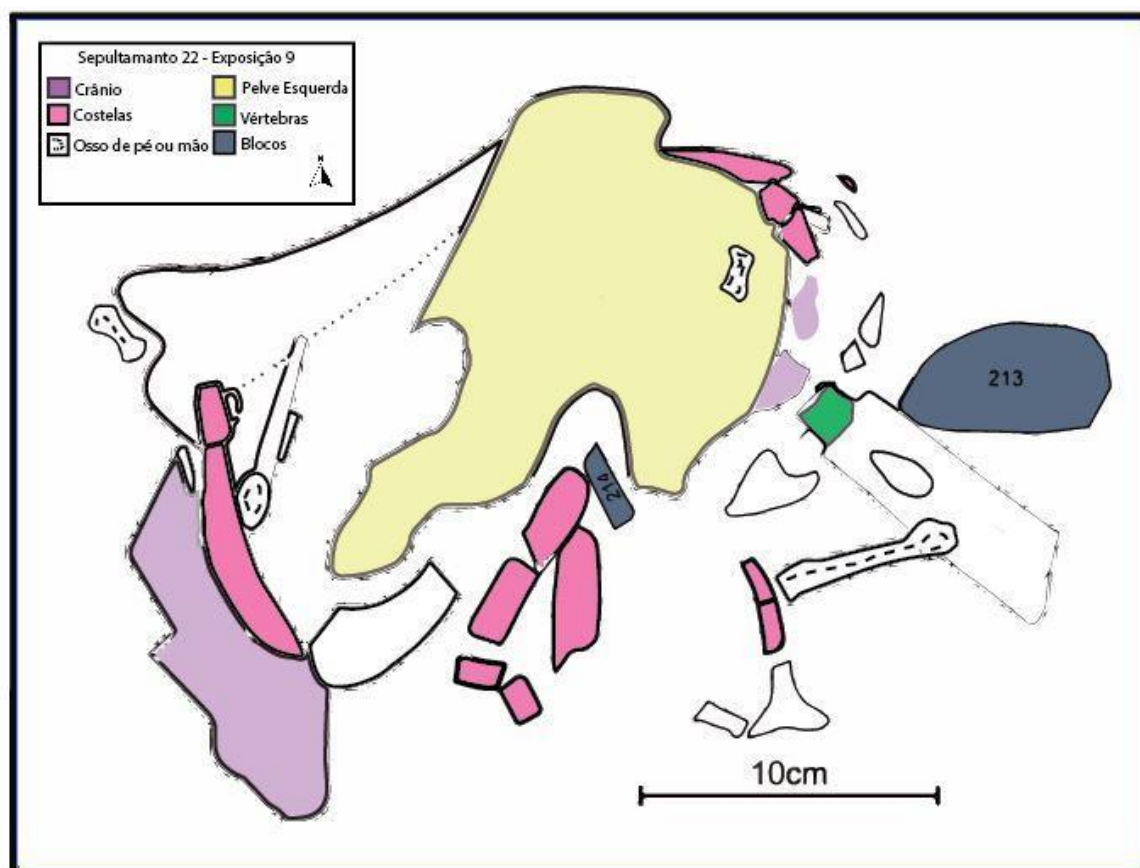 Sepultamanto 22 - Exposição 9
Crânio
Pelve Esquerda
Costelas
Vértebras
Osso de pé ou mão
Blocos
N
213
214
10cm